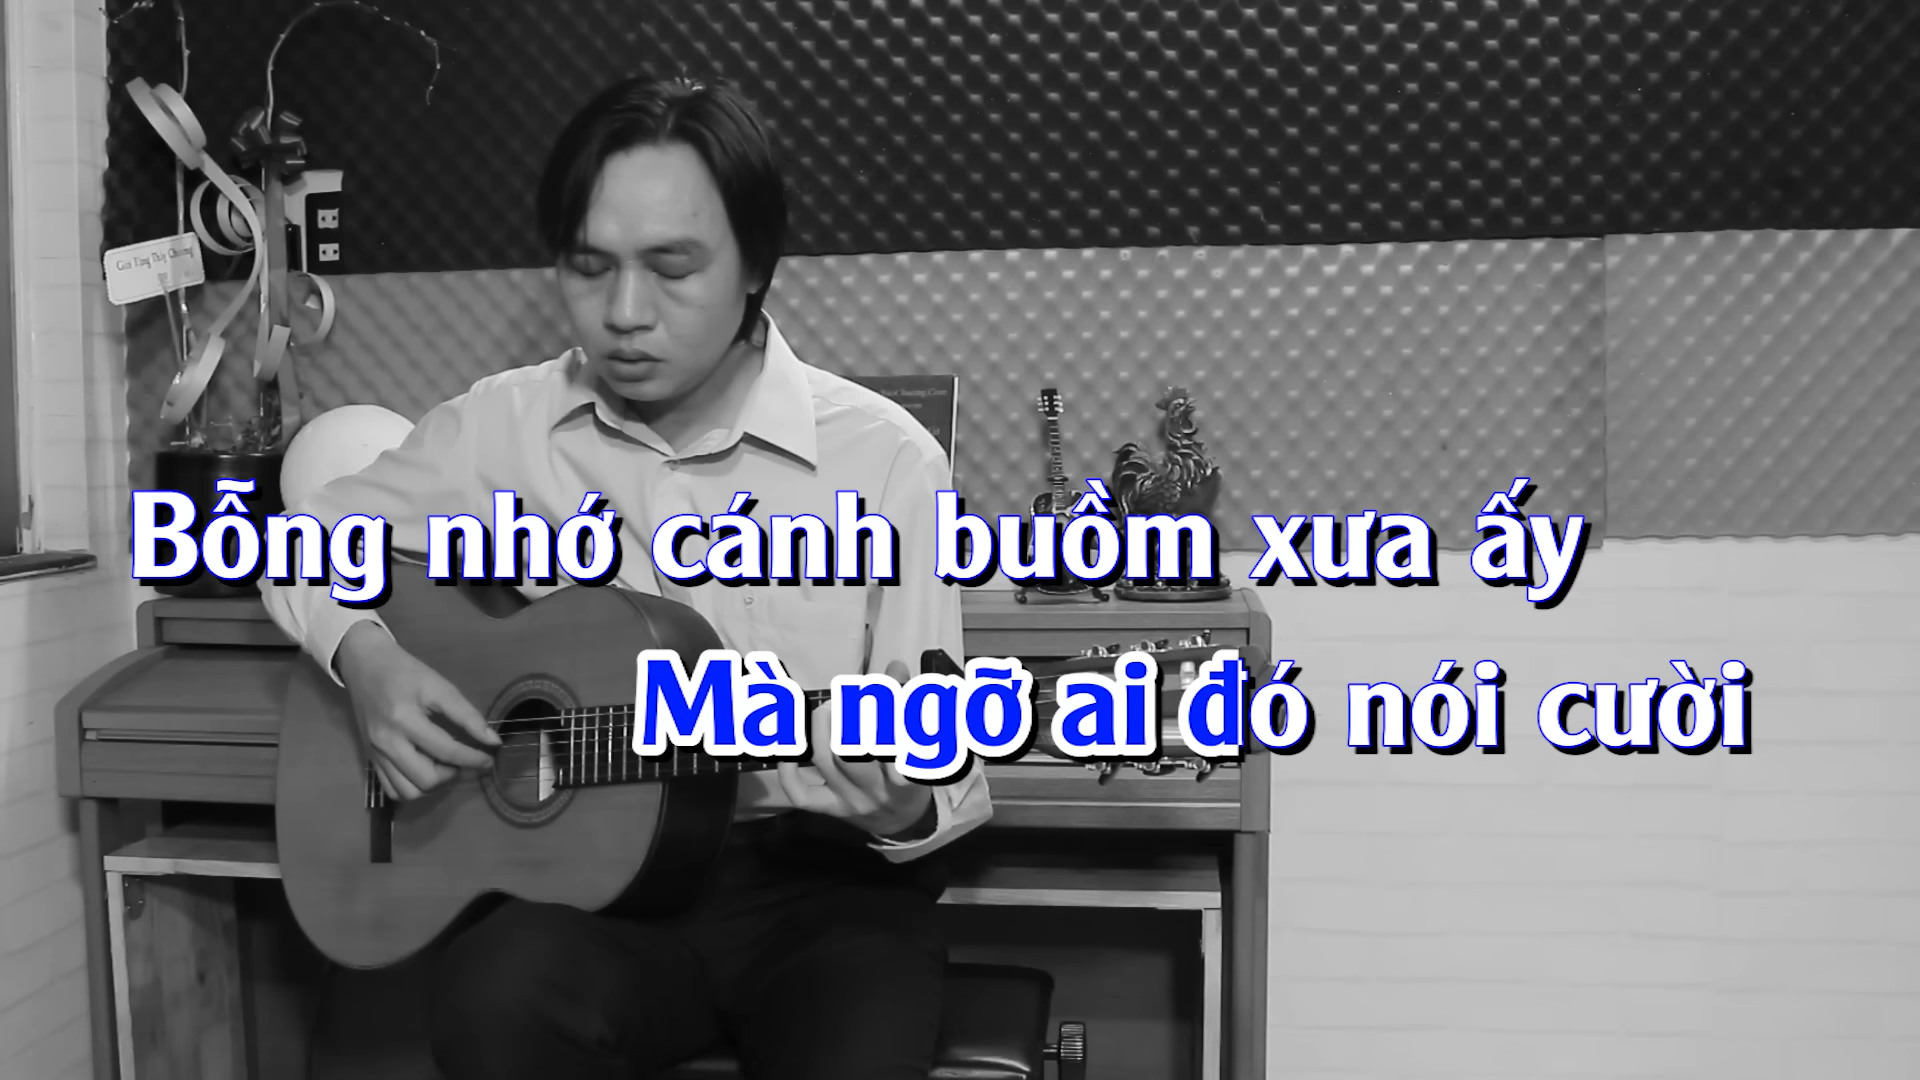 Bỗng nhớ cánh buồm xưa ấy
Mà ngỡ ai đó nói cười